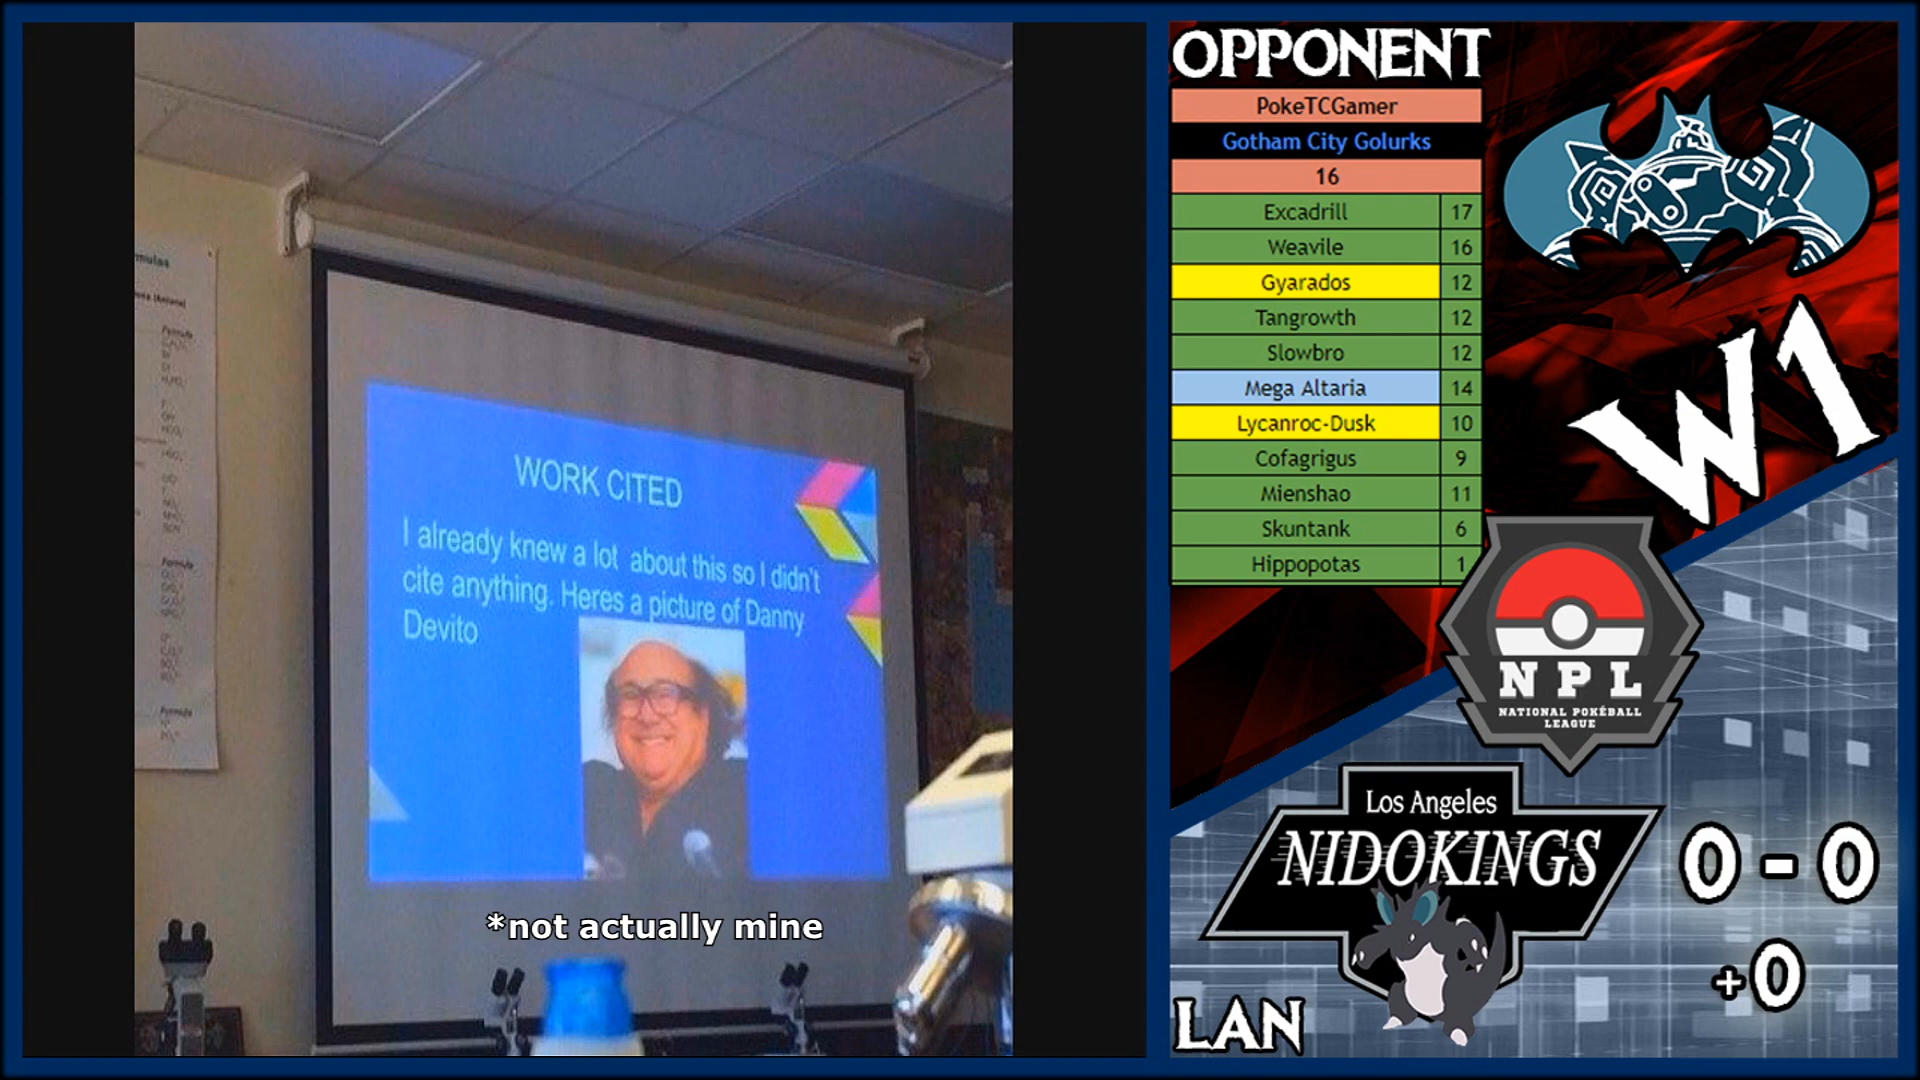 WORK CITED
I already knew a lot about this so I didn't
cite anything. Heres a picture of Danny
Devito
*not actually mine
OPPONENT
PokeTCGamer
Gotham City Golurks
16
Excadrill 17
Weavile 16
Gyarados 12
Tangrowth 12
Slowbro 12
Mega Altaria 14
Lycanroc-Dusk 10
Cofagrigus 9
Mienshao 11
Skuntank 6
Hippopotas 1
W1
NPL
NATIONAL POKÉBALL
LEAGUE
Los Angeles
NIDOKINGS
0 - 0
+0
LAN